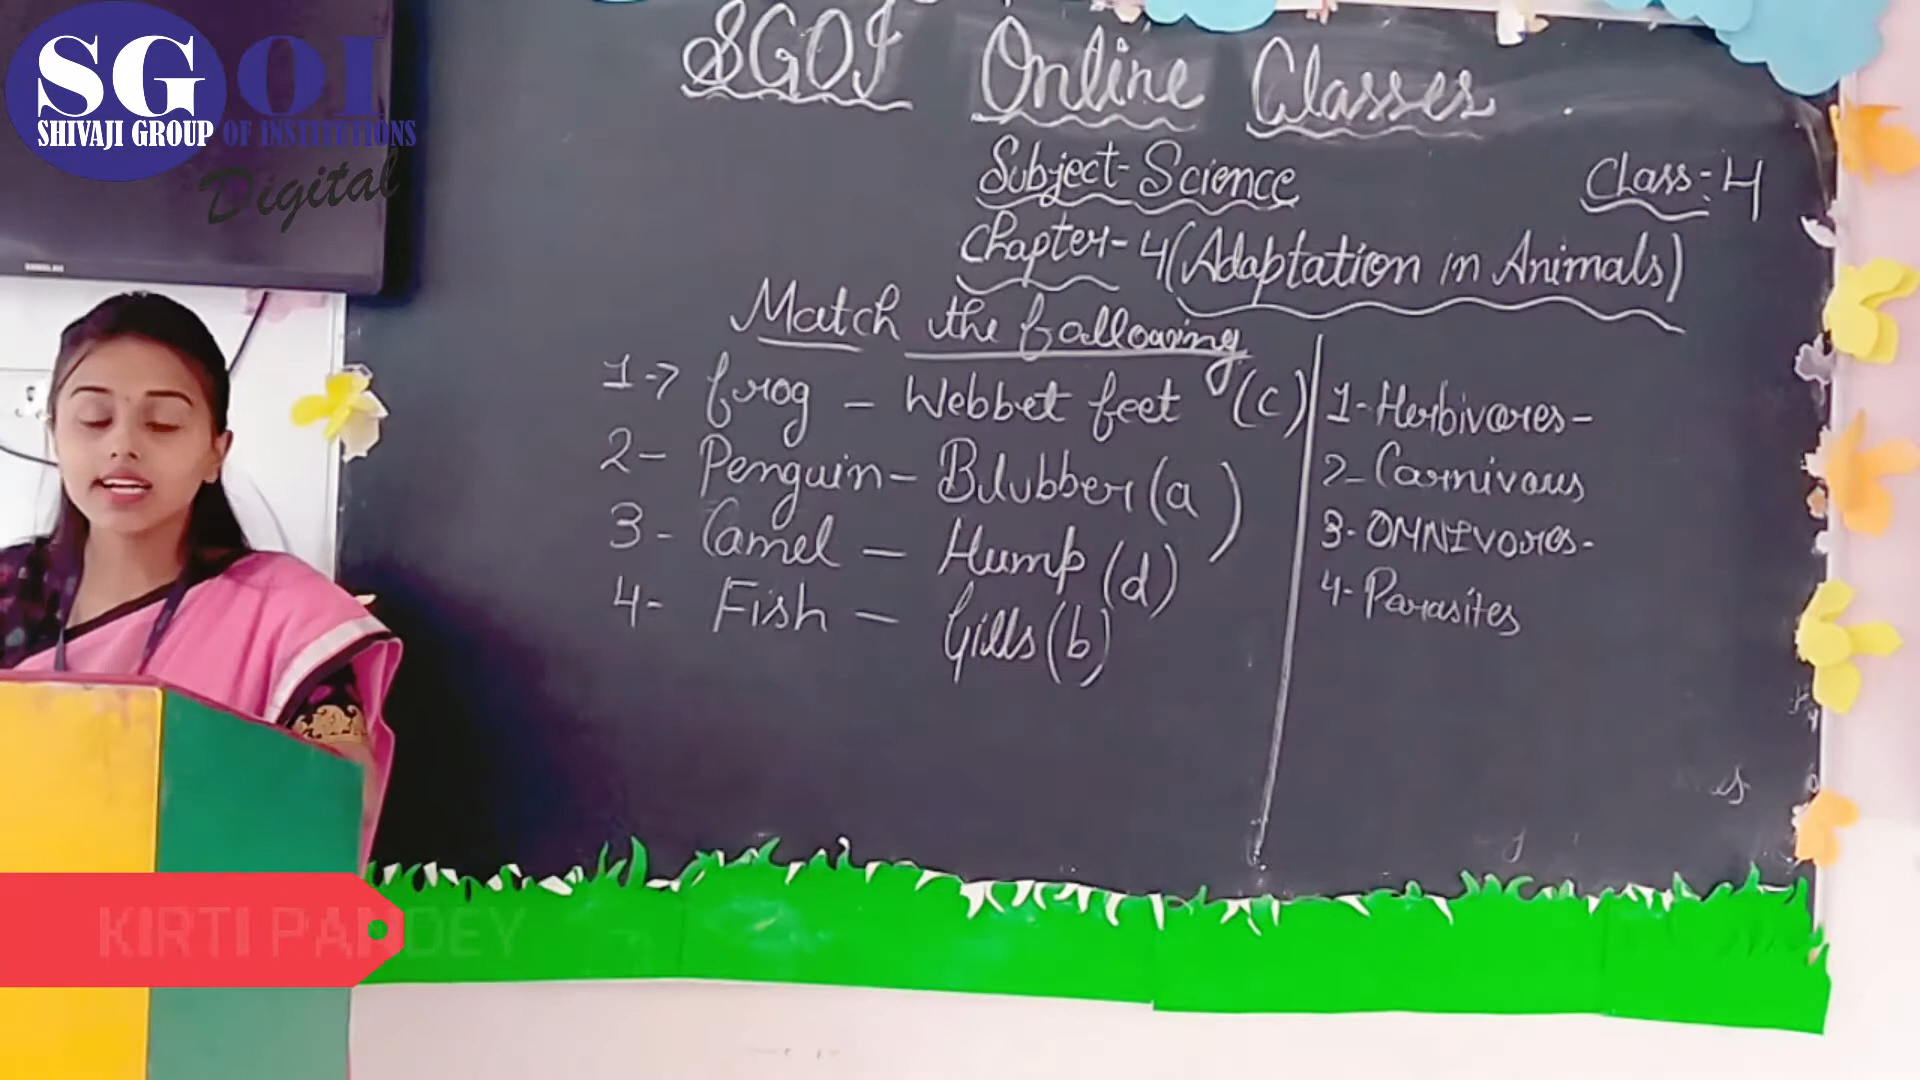 SGOI
SHIVAJI GROUP OF INSTITUTIONS
Digital
SGOI Online Classes
Subject-Science
Class:-4
Chapter-4(Adaptation in Animals)
Match the following
1-> frog - Webbet feet (c)
2- Penguin- Blubber (a)
3- Camel - Hump (d)
4- Fish - Gills (b)
1-Herbivores-
2-Carnivous
3-OMNIvores-
4-Parasites
KIRTI PANDEY